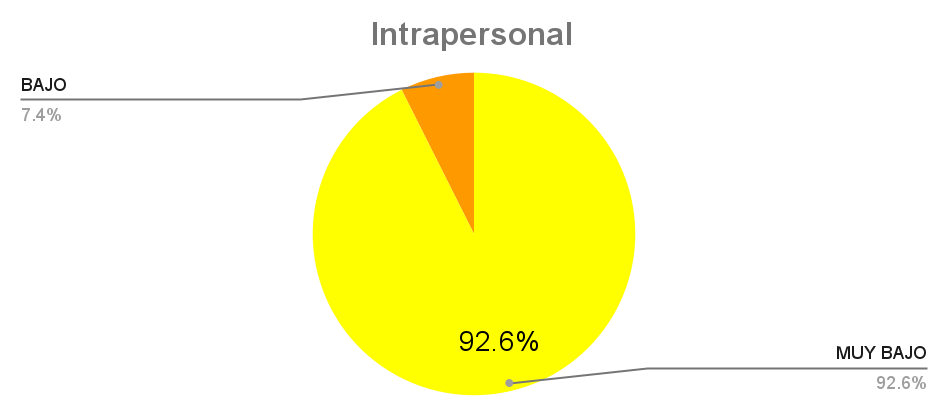 Intrapersonal
BAJO
7.4%
92.6%
MUY BAJO
92.6%